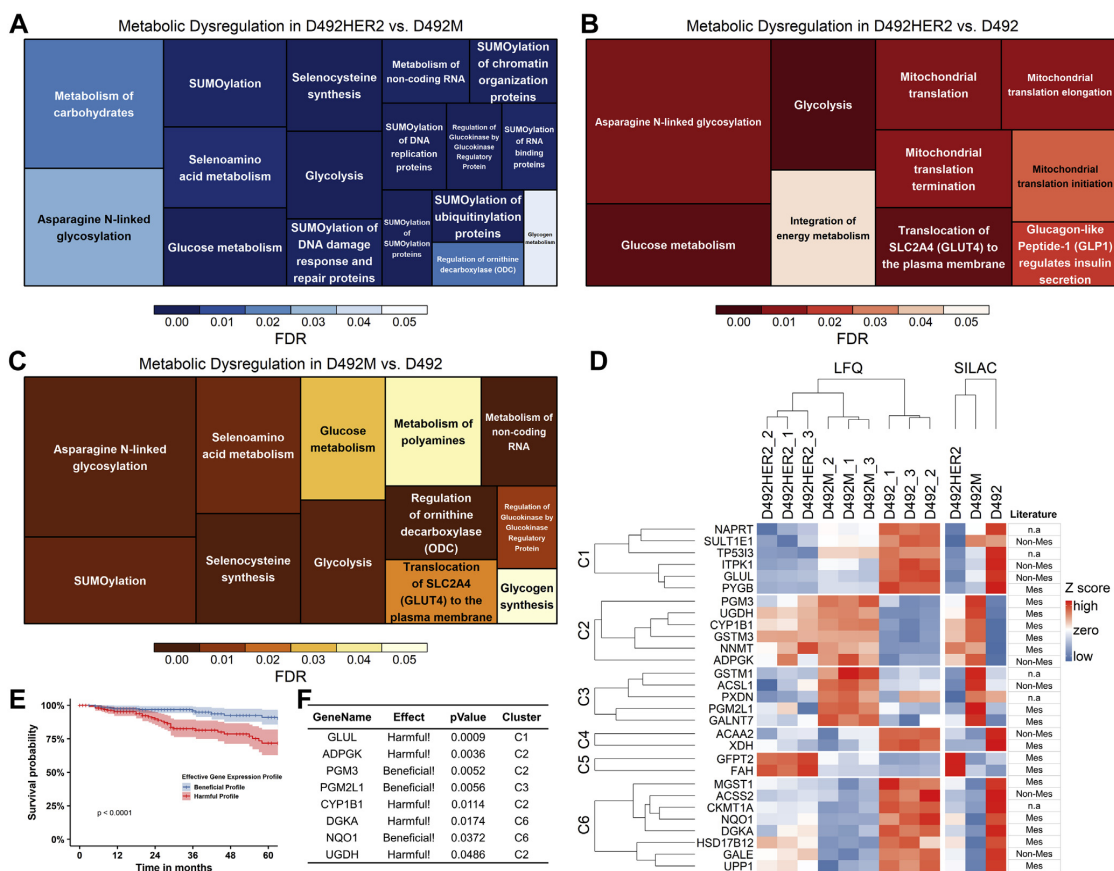 A
Metabolic Dysregulation in D492HER2 vs. D492M
Metabolism of
carbohydrates
Asparagine N-linked
glycosylation
SUMOylation
Selenoamino
acid metabolism
Glucose metabolism
Selenocysteine
synthesis
Glycolysis
SUMOylation of
DNA damage
response and
repair proteins
Metabolism of
non-coding RNA
SUMOylation
of chromatin
organization
proteins
SUMOylation
of DNA
replication
proteins
Regulation of
Glucokinase by
Glucokinase
Regulatory
Protein
SUMOylation
of RNA
binding
proteins
SUMOylation
of
SUMOylation
proteins
SUMOylation of
ubiquitinylation
proteins
Regulation of ornithine
decarboxylase (ODC)
Glycogen
metabolism
0.00 0.01 0.02 0.03 0.04 0.05
FDR
B
Metabolic Dysregulation in D492HER2 vs. D492
Asparagine N-linked glycosylation
Glucose metabolism
Glycolysis
Integration of
energy metabolism
Mitochondrial
translation
Mitochondrial
translation elongation
Mitochondrial
translation
termination
Mitochondrial
translation initiation
Translocation of
SLC2A4 (GLUT4) to
the plasma membrane
Glucagon-like
Peptide-1 (GLP1)
regulates insulin
secretion
0.00 0.01 0.02 0.03 0.04 0.05
FDR
C
Metabolic Dysregulation in D492M vs. D492
Asparagine N-linked
glycosylation
SUMOylation
Selenoamino
acid metabolism
Selenocysteine
synthesis
Glucose
metabolism
Glycolysis
Metabolism of
polyamines
Metabolism of
non-coding
RNA
Regulation
of ornithine
decarboxylase
(ODC)
Regulation of
Glucokinase by
Glucokinase
Regulatory
Protein
Translocation
of SLC2A4
(GLUT4) to the
plasma membrane
Glycogen
synthesis
0.00 0.01 0.02 0.03 0.04 0.05
FDR
D
LFQ SILAC
D492HER2_2
D492HER2_1
D492HER2_3
D492M_2
D492M_1
D492M_3
D492_1
D492_3
D492_2
D492HER2
D492M
D492
Literature
C1
NAPRT n.a
SULT1E1 Non-Mes
TP53I3 n.a
ITPK1 Non-Mes
GLUL Non-Mes
PYGB Mes
C2
PGM3 Mes
UGDH Mes
CYP1B1 Mes
GSTM3 Mes
NNMT Mes
ADPGK Non-Mes
C3
GSTM1 n.a
ACSL1 Non-Mes
PXDN n.a
PGM2L1 Mes
GALNT7 Mes
C4
ACAA2 Non-Mes
XDH Mes
C5
GFPT2 Mes
FAH Mes
C6
MGST1 Mes
ACSS2 Non-Mes
CKMT1A n.a
NQO1 Mes
DGKA Mes
HSD17B12 Mes
GALE Non-Mes
UPP1 Mes
Z score
high
zero
low
E
Survival probability
100%
75%
50%
25%
0%
Effective Gene Expression Profile
Beneficial Profile
Harmful Profile
p < 0.0001
0 12 24 36 48 60
Time in months
F
GeneName Effect pValue Cluster
GLUL Harmful! 0.0009 C1
ADPGK Harmful! 0.0036 C2
PGM3 Beneficial! 0.0052 C2
PGM2L1 Beneficial! 0.0056 C3
CYP1B1 Harmful! 0.0114 C2
DGKA Harmful! 0.0174 C6
NQO1 Beneficial! 0.0372 C6
UGDH Harmful! 0.0486 C2